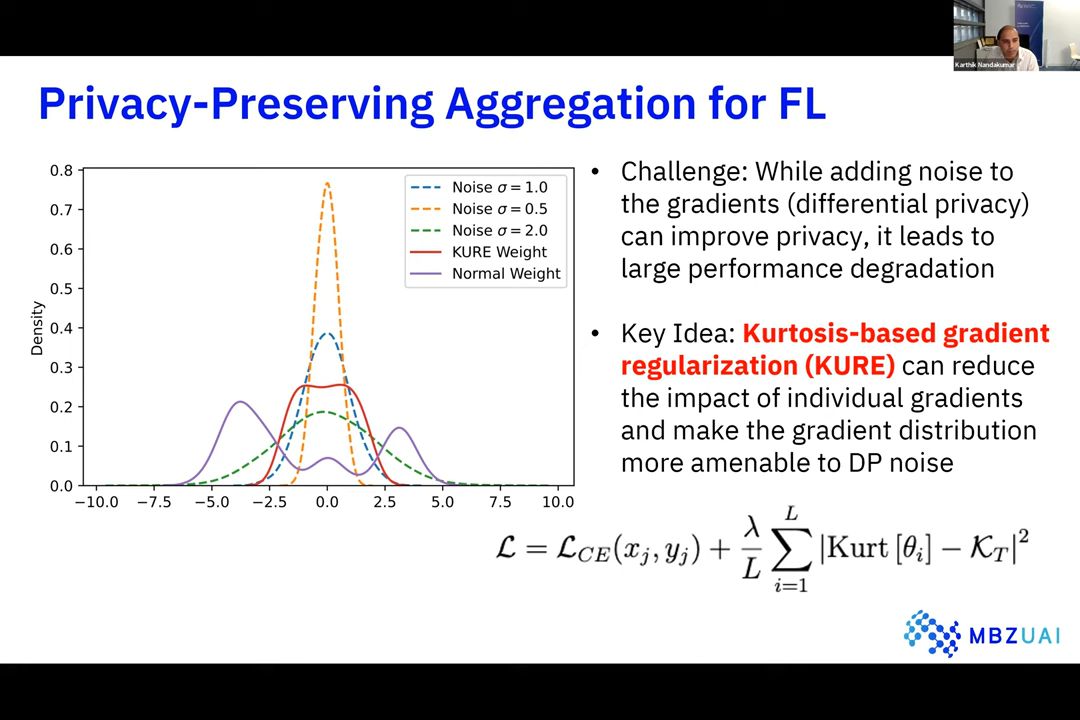 Karthik Nandakumar
Privacy-Preserving Aggregation for FL
0.8
0.7
0.6
0.5
0.4
0.3
0.2
0.1
0.0
Density
−10.0 −7.5 −5.0 −2.5 0.0 2.5 5.0 7.5 10.0
Noise σ = 1.0
Noise σ = 0.5
Noise σ = 2.0
KURE Weight
Normal Weight
• Challenge: While adding noise to
the gradients (differential privacy)
can improve privacy, it leads to
large performance degradation
• Key Idea: Kurtosis-based gradient
regularization (KURE) can reduce
the impact of individual gradients
and make the gradient distribution
more amenable to DP noise
ℒ = ℒ_CE(x_j, y_j) + λ/L ∑_{i=1}^{L} |Kurt [θ_i] − 𝒦_T|²
MBZUAI